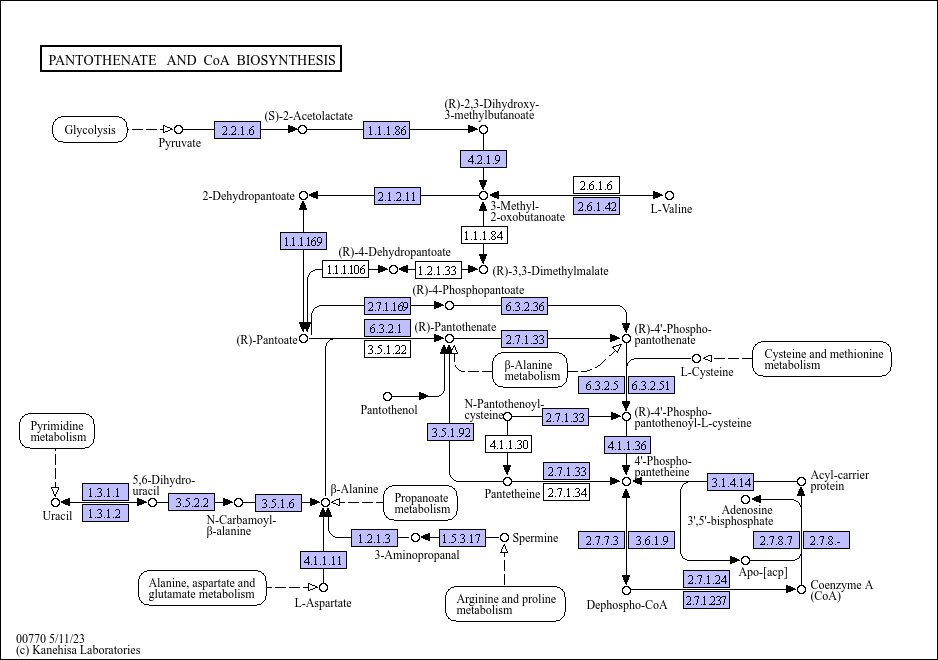 PANTOTHENATE AND CoA BIOSYNTHESIS
(R)-2,3-Dihydroxy-
3-methylbutanoate
(S)-2-Acetolactate
Glycolysis
2.2.1.6
1.1.1.86
Pyruvate
4.2.1.9
2.6.1.6
2-Dehydropantoate
2.1.2.11
2.6.1.42
3-Methyl-
2-oxobutanoate
L-Valine
1.1.1.169
1.1.1.84
(R)-4-Dehydropantoate
1.1.1.106
1.2.1.33
(R)-3,3-Dimethylmalate
(R)-4-Phosphopantoate
2.7.1.169
6.3.2.36
6.3.2.1
(R)-Pantothenate
(R)-4'-Phospho-
pantothenate
(R)-Pantoate
2.7.1.33
3.5.1.22
β-Alanine
metabolism
Cysteine and methionine
metabolism
L-Cysteine
6.3.2.5
6.3.2.51
Pantothenol
N-Pantothenoyl-
cysteine
2.7.1.33
(R)-4'-Phospho-
pantothenoyl-L-cysteine
Pyrimidine
metabolism
3.5.1.92
4.1.1.30
4.1.1.36
4'-Phospho-
pantetheine
2.7.1.33
Pantetheine
2.7.1.34
3.1.4.14
Acyl-carrier
protein
5,6-Dihydro-
uracil
1.3.1.1
1.3.1.2
Uracil
3.5.2.2
N-Carbamoyl-
β-alanine
3.5.1.6
β-Alanine
Propanoate
metabolism
Adenosine
3',5'-bisphosphate
1.2.1.3
3-Aminopropanal
1.5.3.17
Spermine
2.7.7.3
3.6.1.9
2.7.8.7
2.7.8.-
4.1.1.11
Apo-[acp]
Alanine, aspartate and
glutamate metabolism
L-Aspartate
Arginine and proline
metabolism
2.7.1.24
2.7.1.237
Dephospho-CoA
Coenzyme A
(CoA)
00770 5/11/23
(c) Kanehisa Laboratories